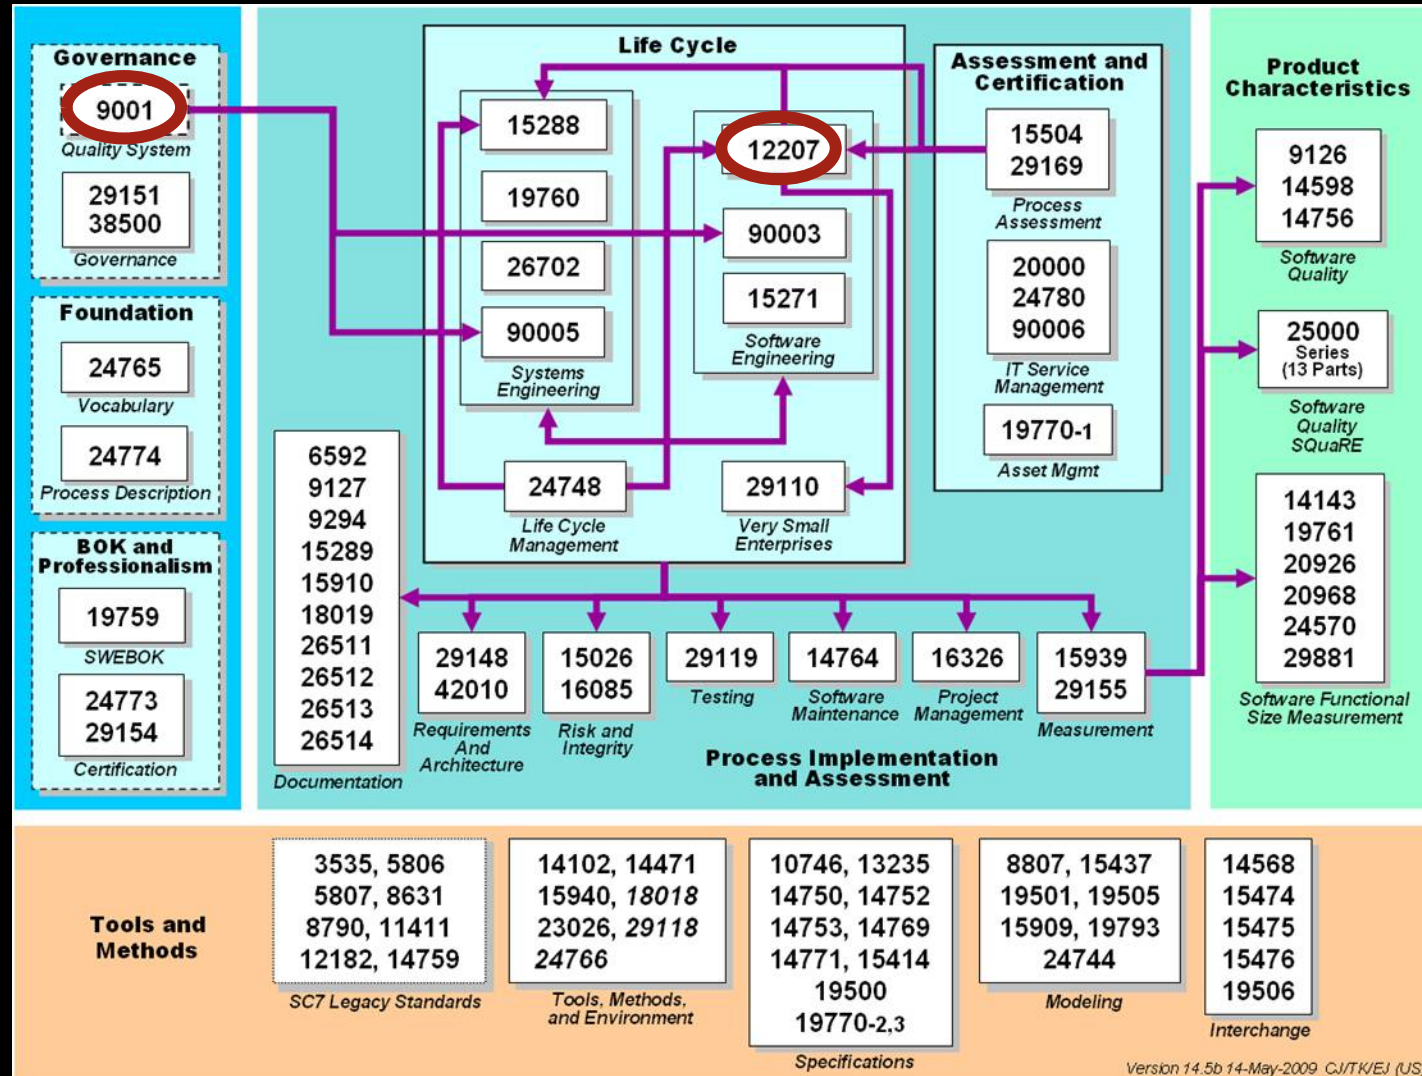 Governance
9001
Quality System
29151
38500
Governance
Foundation
24765
Vocabulary
24774
Process Description
BOK and
Professionalism
19759
SWEBOK
24773
29154
Certification
Life Cycle
15288
19760
26702
90005
Systems
Engineering
12207
90003
15271
Software
Engineering
24748
Life Cycle
Management
29110
Very Small
Enterprises
Assessment and
Certification
15504
29169
Process
Assessment
20000
24780
90006
IT Service
Management
19770-1
Asset Mgmt
6592
9127
9294
15289
15910
18019
26511
26512
26513
26514
Documentation
29148
42010
Requirements
And
Architecture
15026
16085
Risk and
Integrity
29119
Testing
14764
Software
Maintenance
16326
Project
Management
15939
29155
Measurement
Process Implementation
and Assessment
Product
Characteristics
9126
14598
14756
Software
Quality
25000
Series
(13 Parts)
Software
Quality
SQuaRE
14143
19761
20926
20968
24570
29881
Software Functional
Size Measurement
Tools and
Methods
3535, 5806
5807, 8631
8790, 11411
12182, 14759
SC7 Legacy Standards
14102, 14471
15940, 18018
23026, 29118
24766
Tools, Methods,
and Environment
10746, 13235
14750, 14752
14753, 14769
14771, 15414
19500
19770-2,3
Specifications
8807, 15437
19501, 19505
15909, 19793
24744
Modeling
14568
15474
15475
15476
19506
Interchange
Version 14.5b 14-May-2009 CJ/TK/EJ (US